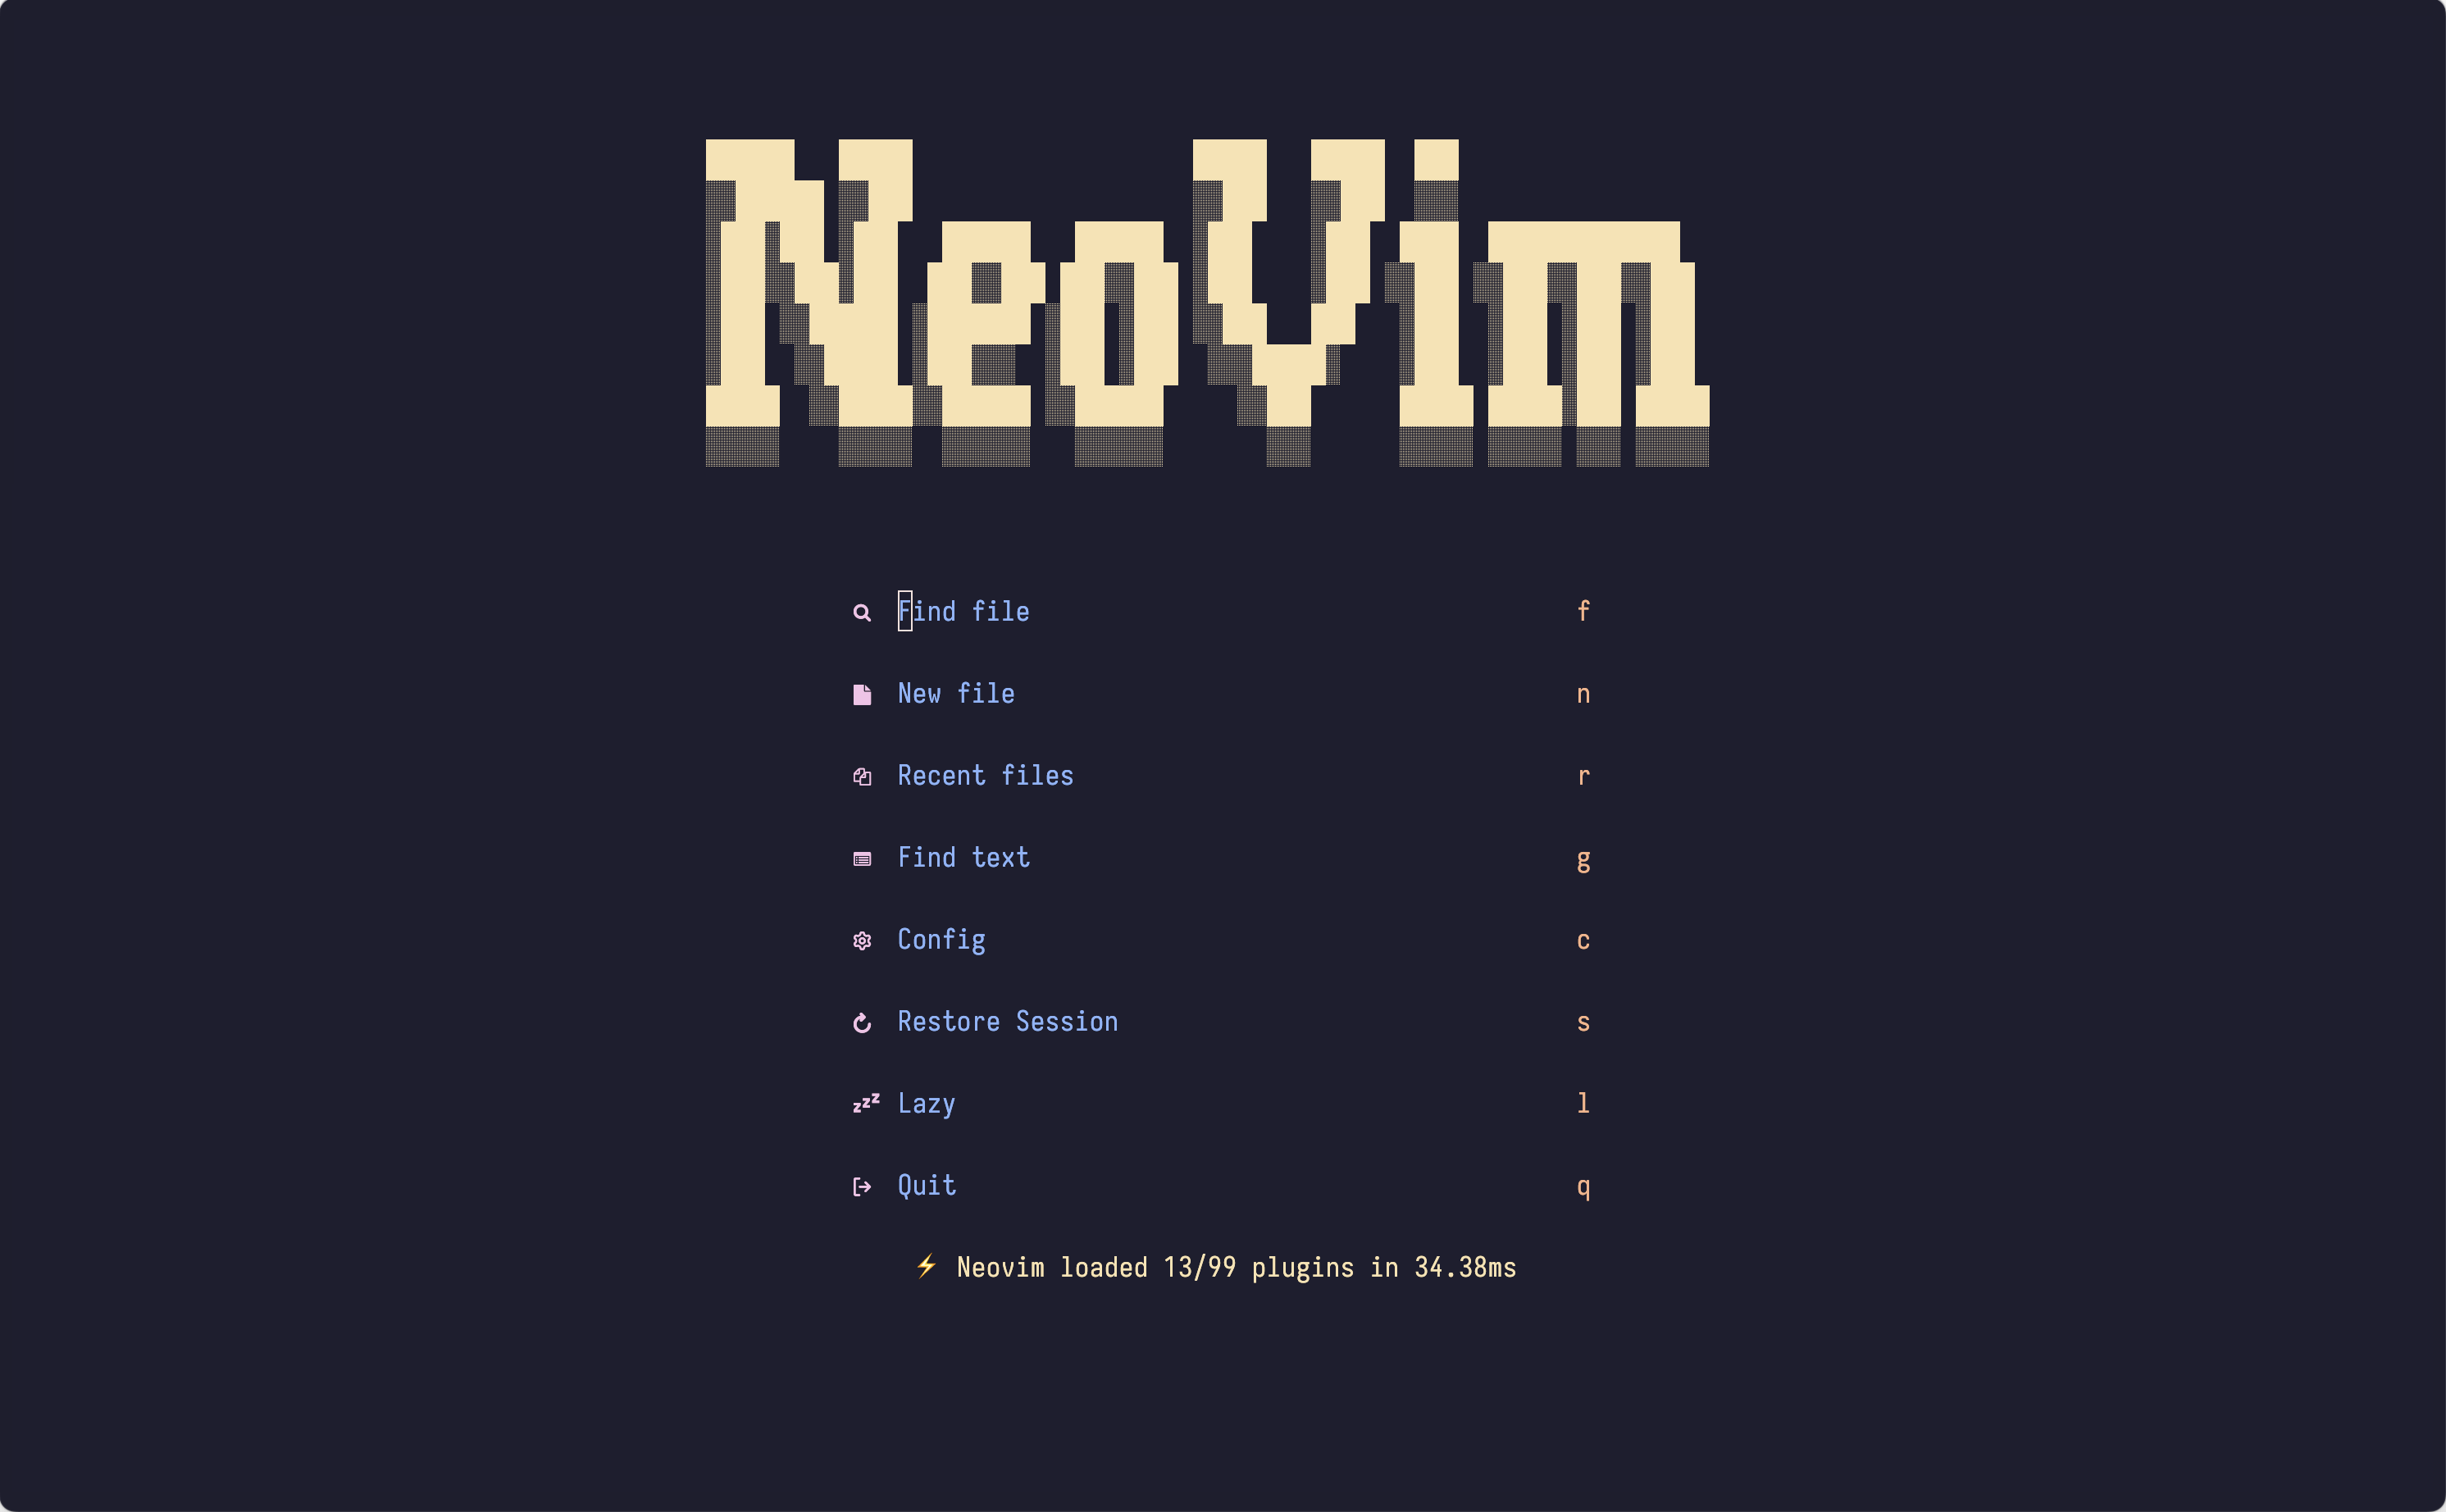 NeoVim
Find file f
New file n
Recent files r
Find text g
Config c
Restore Session s
Lazy l
Quit q
⚡ Neovim loaded 13/99 plugins in 34.38ms